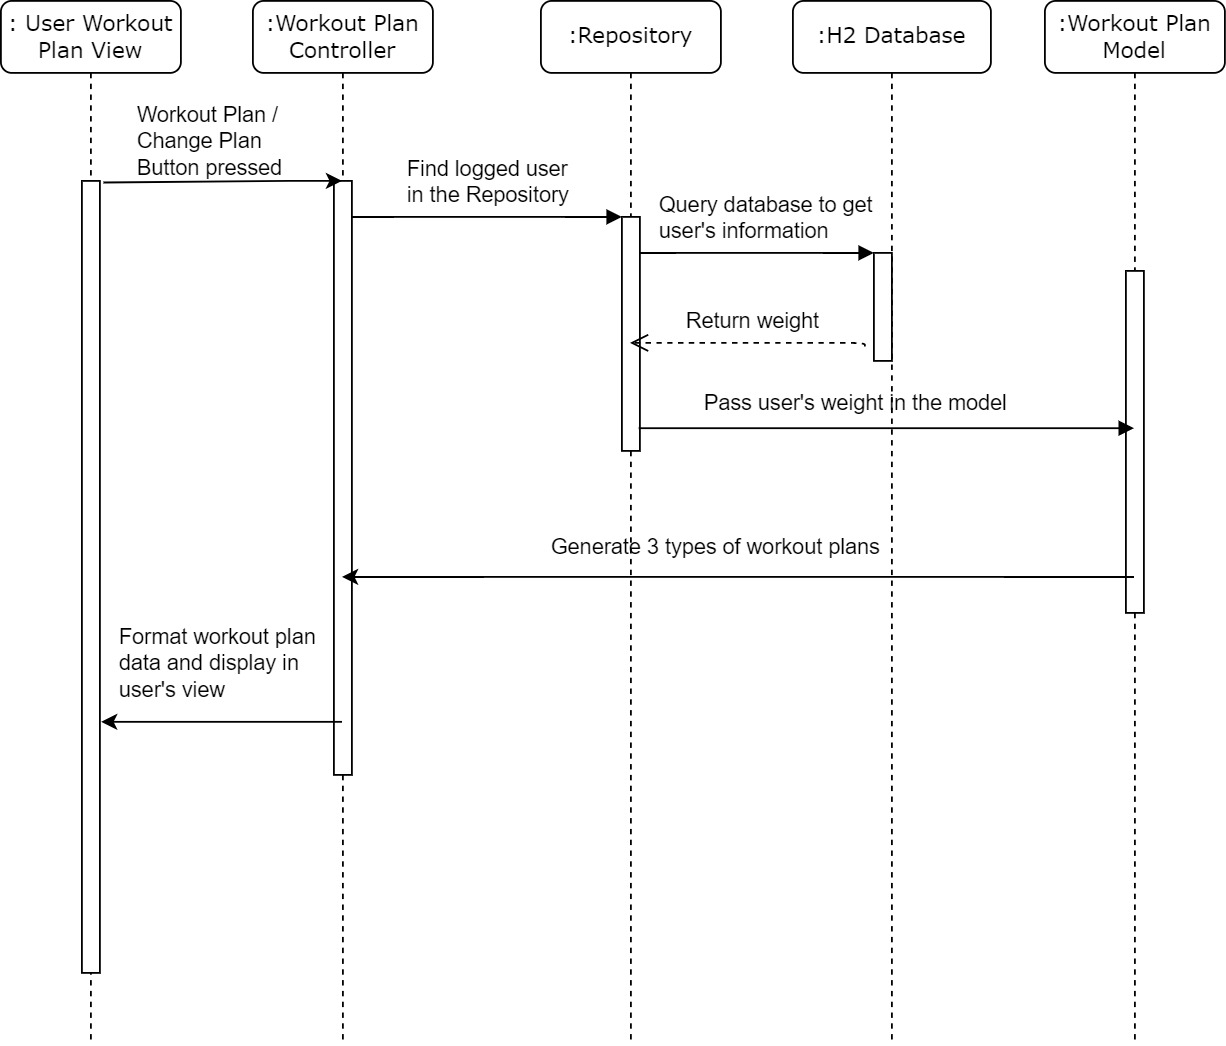 : User Workout
Plan View
:Workout Plan
Controller
:Repository
:H2 Database
:Workout Plan
Model
Workout Plan /
Change Plan
Button pressed
Find logged user
in the Repository
Query database to get
user's information
Return weight
Pass user's weight in the model
Generate 3 types of workout plans
Format workout plan
data and display in
user's view